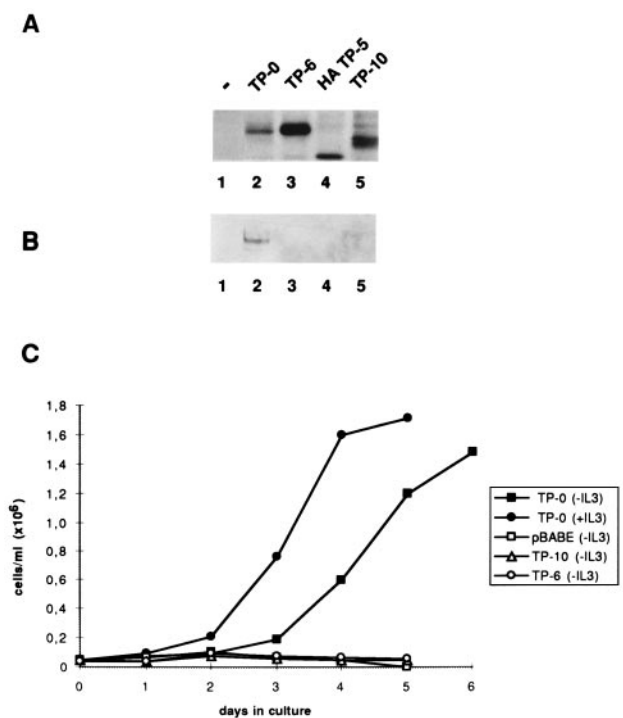 A
- TP-0 TP-6 HA TP-5 TP-10
1 2 3 4 5
B
1 2 3 4 5
C
cells/ml (x10⁶)
1,8
1,6
1,4
1,2
1,0
0,8
0,6
0,4
0,2
0
0 1 2 3 4 5 6
days in culture
TP-0 (-IL3)
TP-0 (+IL3)
pBABE (-IL3)
TP-10 (-IL3)
TP-6 (-IL3)